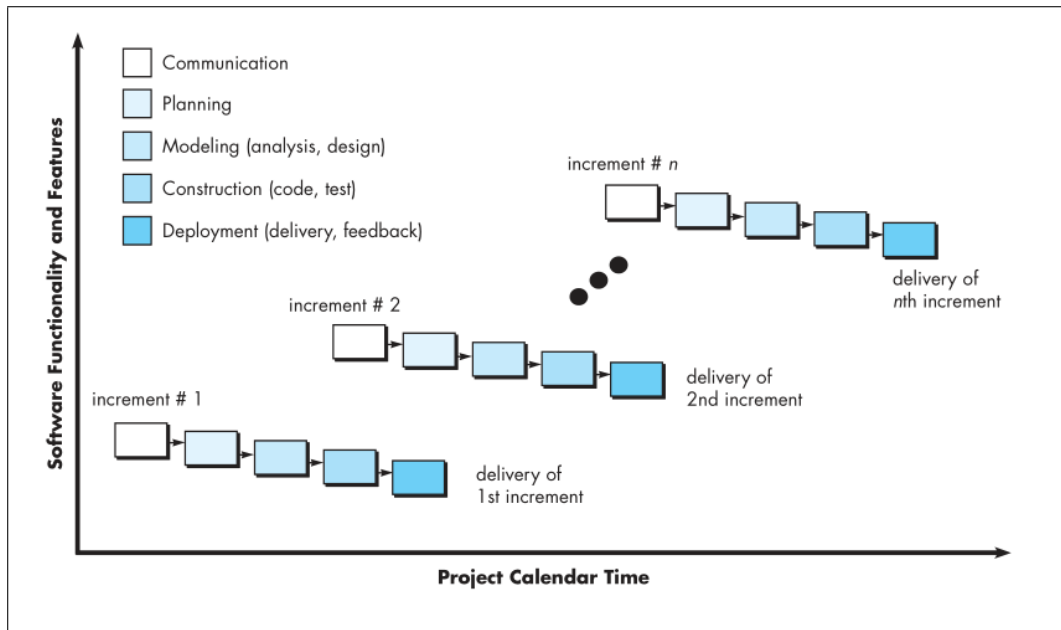 Communication
Planning
Modeling (analysis, design)
Construction (code, test)
Deployment (delivery, feedback)
increment # n
delivery of
nth increment
increment # 2
delivery of
2nd increment
increment # 1
delivery of
1st increment
Software Functionality and Features
Project Calendar Time